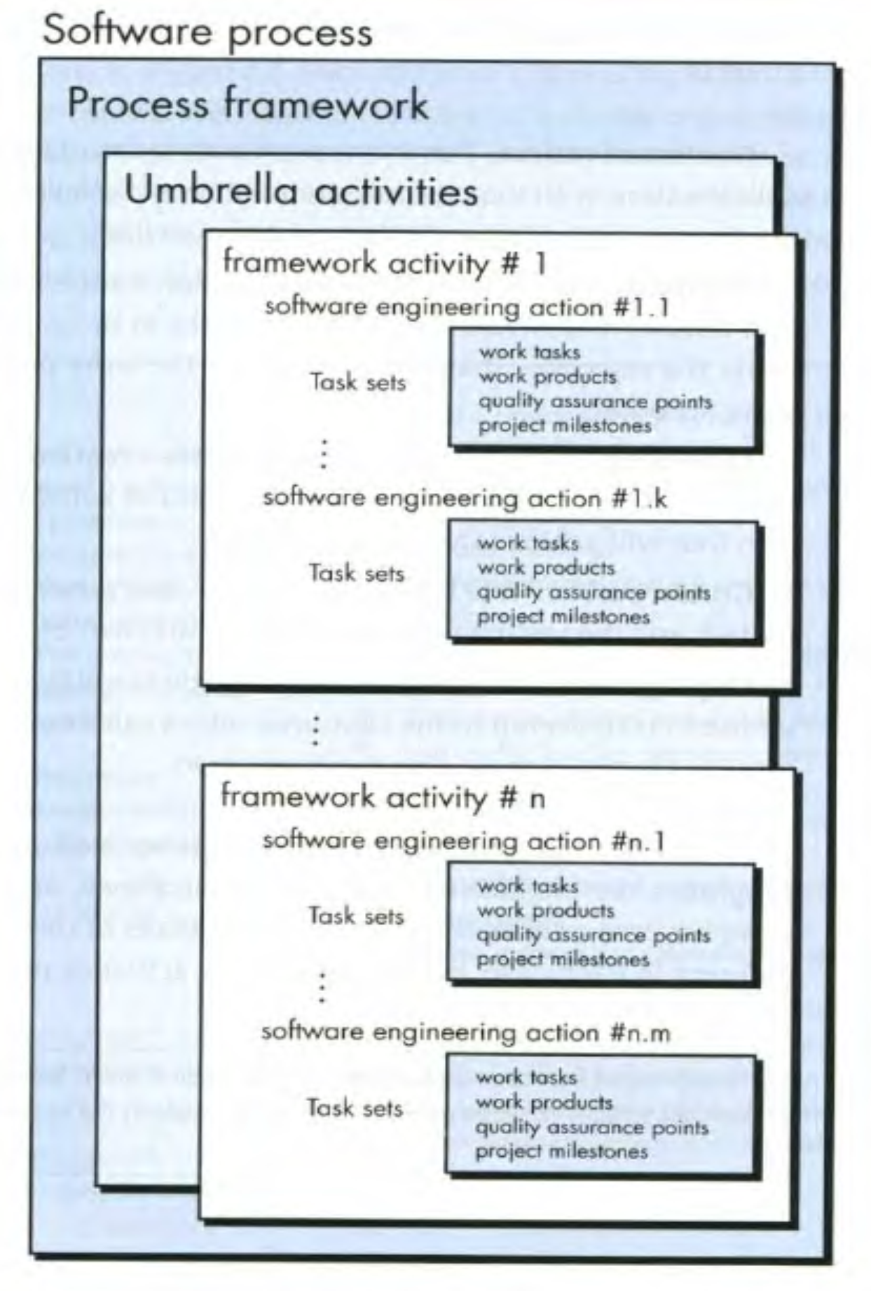 Software process
Process framework
Umbrella activities
framework activity # 1
software engineering action #1.1
Task sets
work tasks
work products
quality assurance points
project milestones
software engineering action #1.k
Task sets
work tasks
work products
quality assurance points
project milestones
framework activity # n
software engineering action #n.1
Task sets
work tasks
work products
quality assurance points
project milestones
software engineering action #n.m
Task sets
work tasks
work products
quality assurance points
project milestones